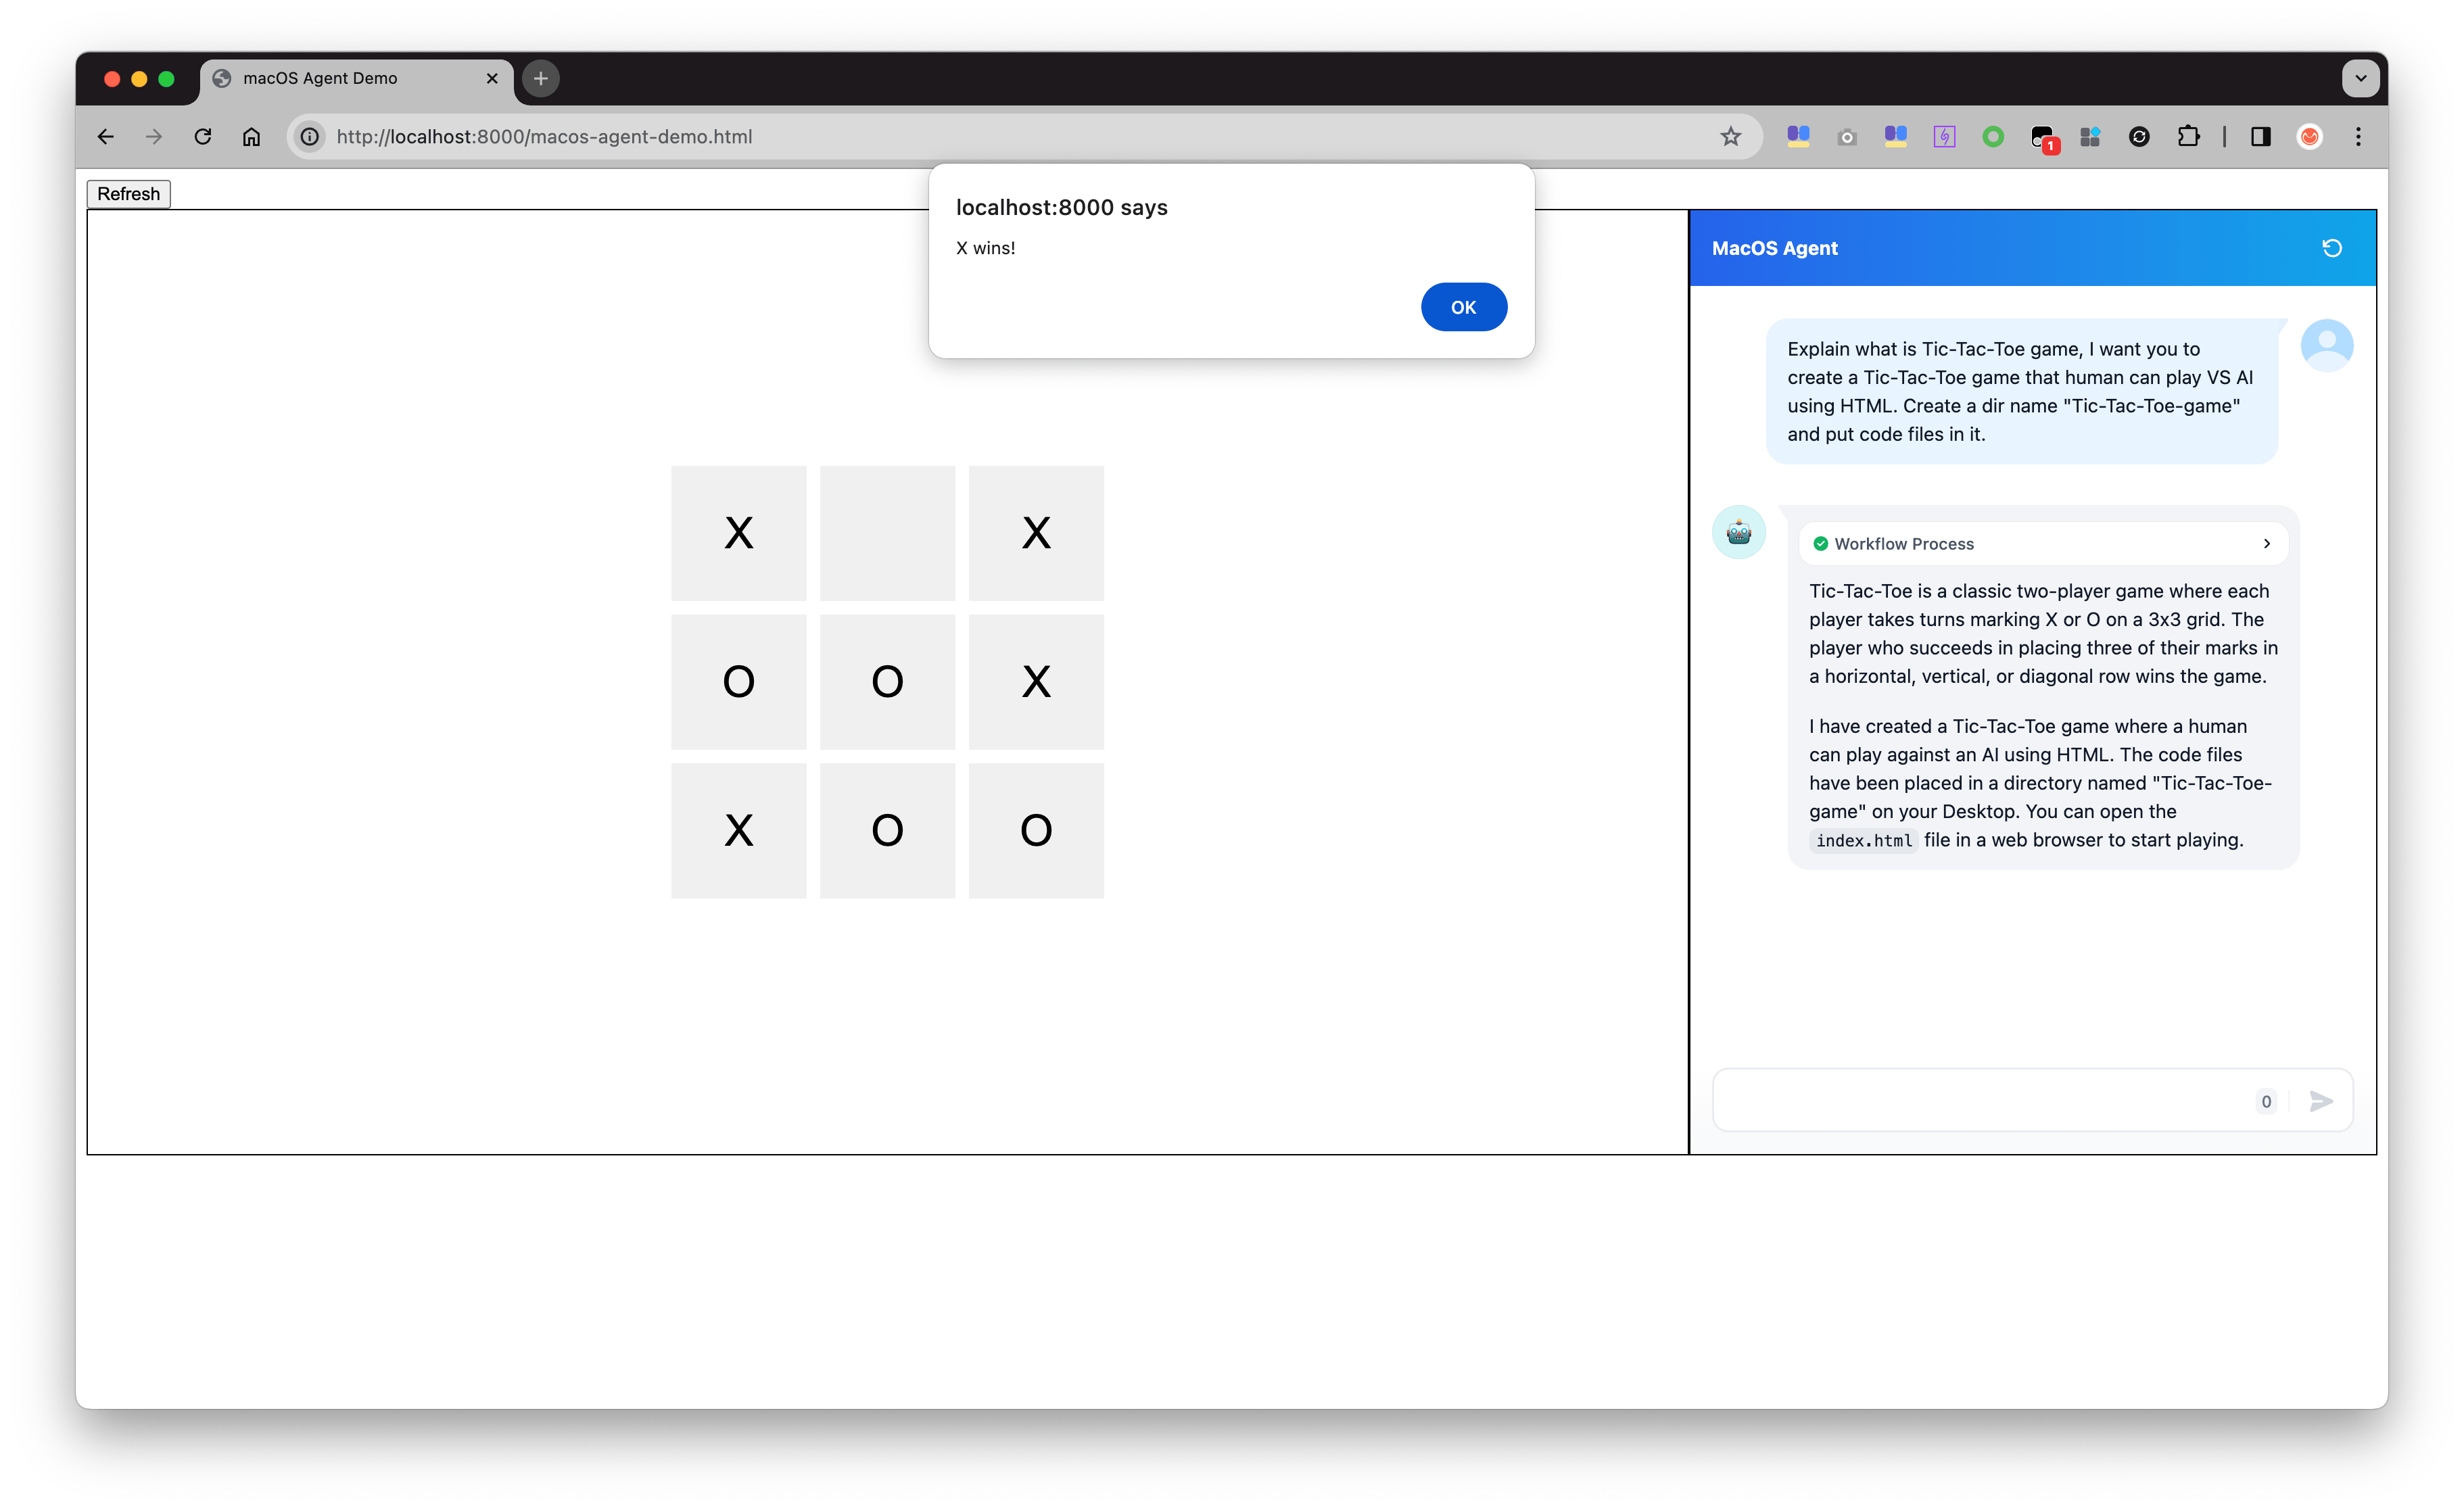 macOS Agent Demo
http://localhost:8000/macos-agent-demo.html
1
Refresh
localhost:8000 says
X wins!
OK
X X
O O X
X O O
MacOS Agent
Explain what is Tic-Tac-Toe game, I want you to
create a Tic-Tac-Toe game that human can play VS AI
using HTML. Create a dir name "Tic-Tac-Toe-game"
and put code files in it.
Workflow Process
Tic-Tac-Toe is a classic two-player game where each
player takes turns marking X or O on a 3x3 grid. The
player who succeeds in placing three of their marks in
a horizontal, vertical, or diagonal row wins the game.
I have created a Tic-Tac-Toe game where a human
can play against an AI using HTML. The code files
have been placed in a directory named "Tic-Tac-Toe-
game" on your Desktop. You can open the
index.html file in a web browser to start playing.
0